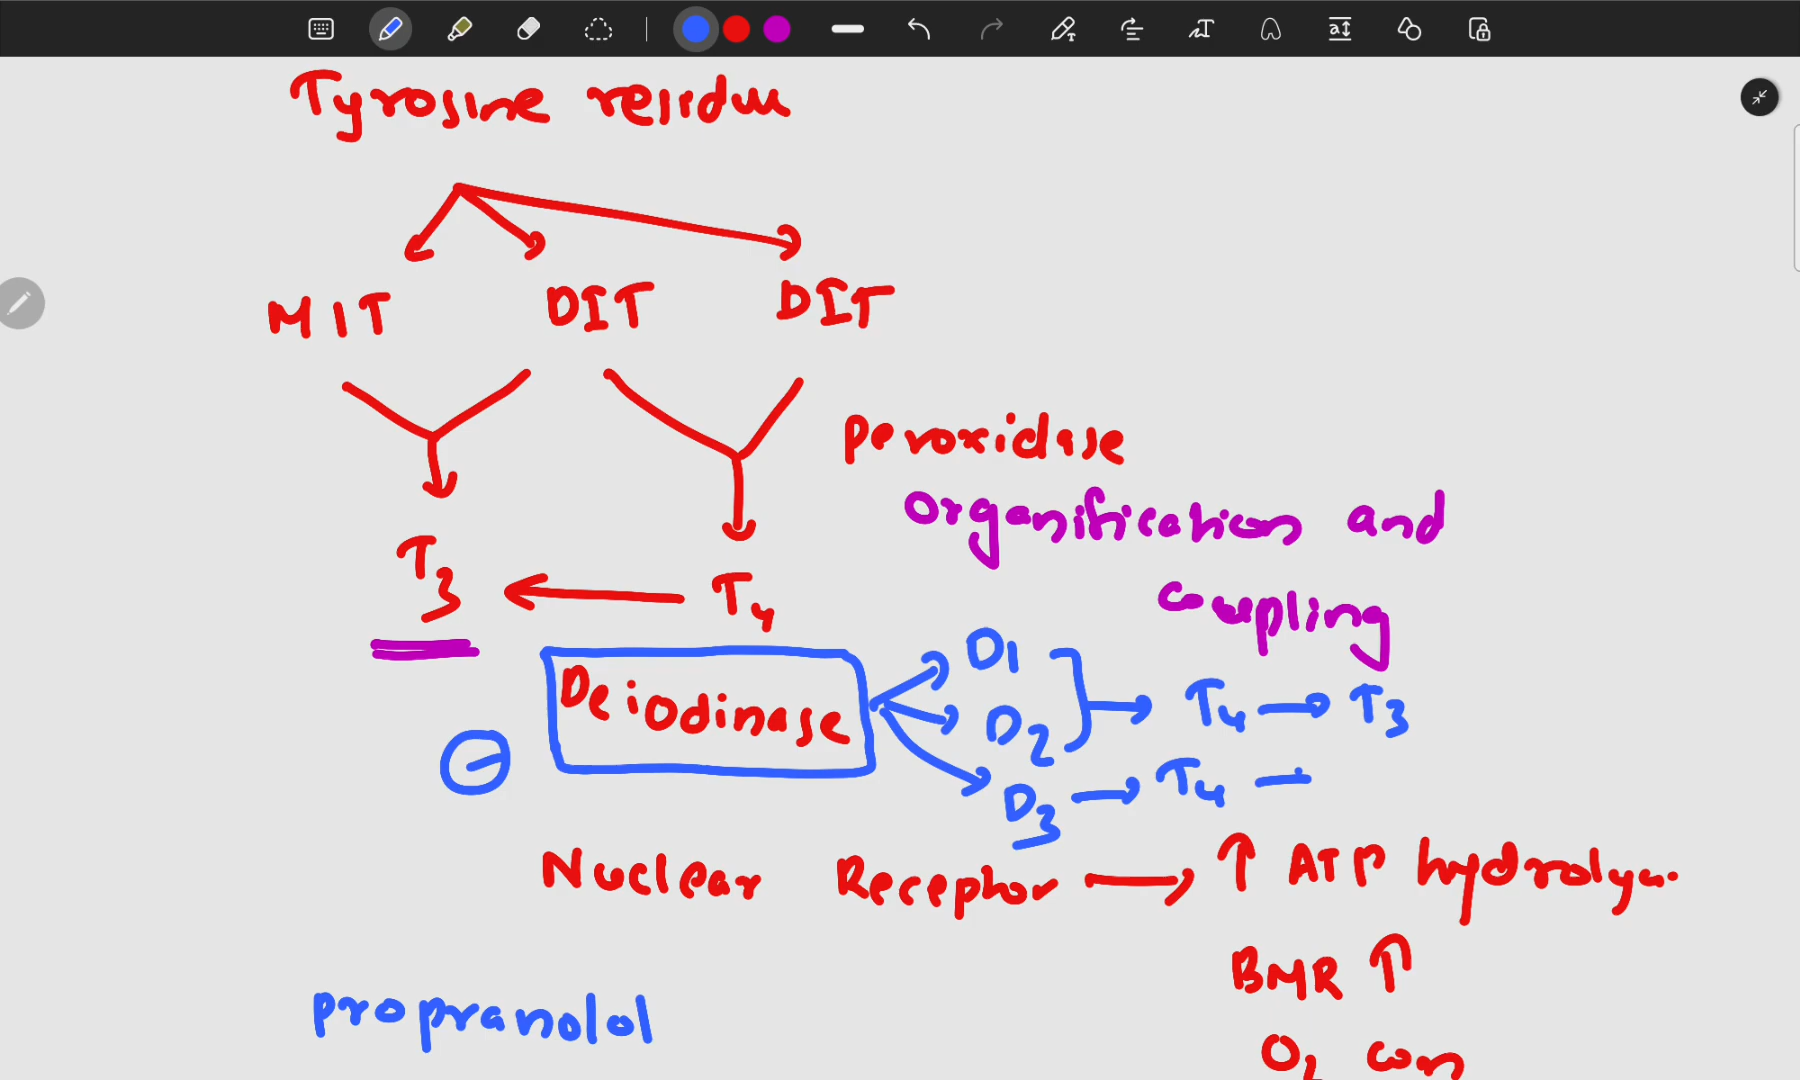 Tyrosine residue
MIT DIT DIT
Peroxidase
Organification and
coupling
T3 T4
D1
Deiodinase
D2
T4 T3
D3 T4
Nuclear Receptor ↑ ATP hydrolya.
BMR ↑
propranolol
O2 con